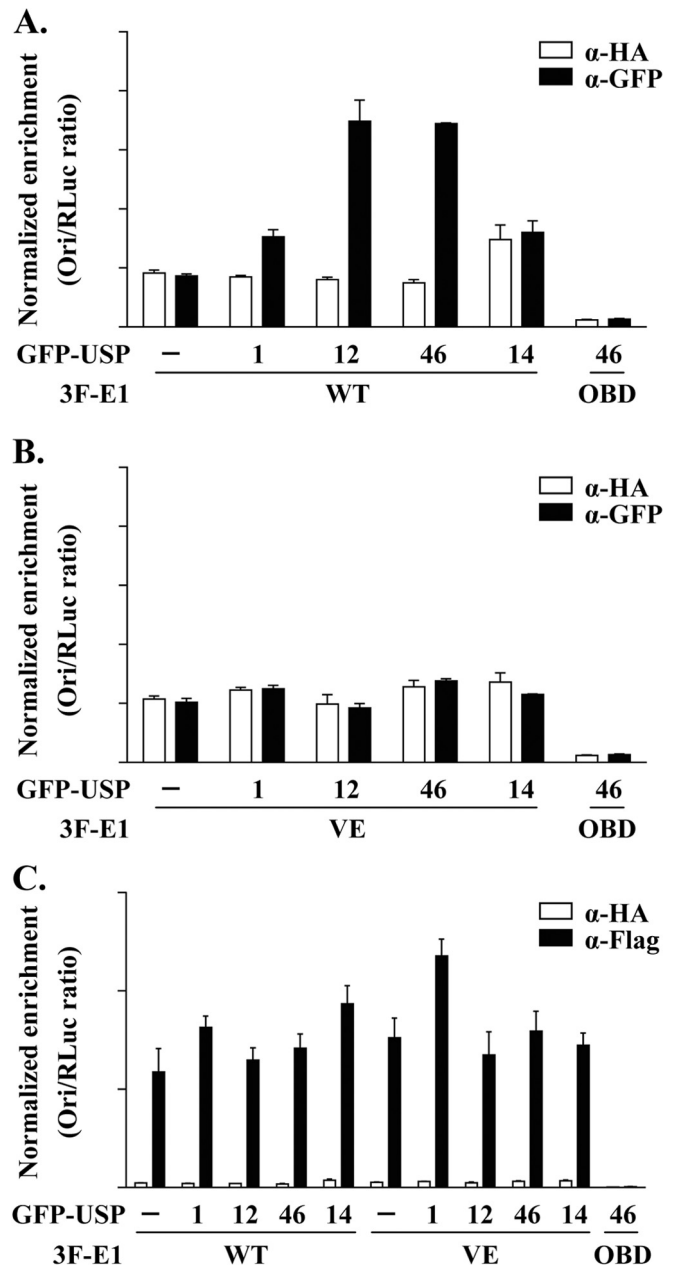 A.
Normalized enrichment
(Ori/RLuc ratio)
α-HA
α-GFP
GFP-USP – 1 12 46 14 46
3F-E1 WT OBD
B.
Normalized enrichment
(Ori/RLuc ratio)
α-HA
α-GFP
GFP-USP – 1 12 46 14 46
3F-E1 VE OBD
C.
Normalized enrichment
(Ori/RLuc ratio)
α-HA
α-Flag
GFP-USP – 1 12 46 14 – 1 12 46 14 46
3F-E1 WT VE OBD